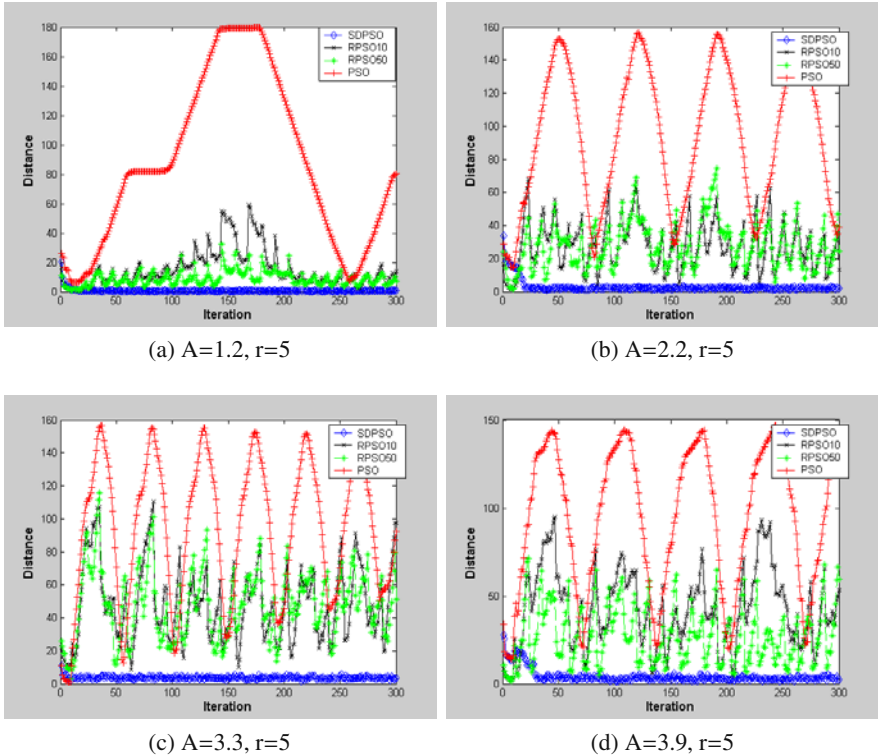 180
160
140
120
100
80
60
40
20
0
Distance
0 50 100 150 200 250 300
Iteration
SDPSO
RPSO10
RPSO50
PSO
(a) A=1.2, r=5
160
140
120
100
80
60
40
20
0
Distance
0 50 100 150 200 250 300
Iteration
SDPSO
RPSO10
RPSO50
PSO
(b) A=2.2, r=5
160
140
120
100
80
60
40
20
0
Distance
0 50 100 150 200 250 300
Iteration
SDPSO
RPSO10
RPSO50
PSO
(c) A=3.3, r=5
150
100
50
0
Distance
0 50 100 150 200 250 300
Iteration
SDPSO
RPSO10
RPSO50
PSO
(d) A=3.9, r=5